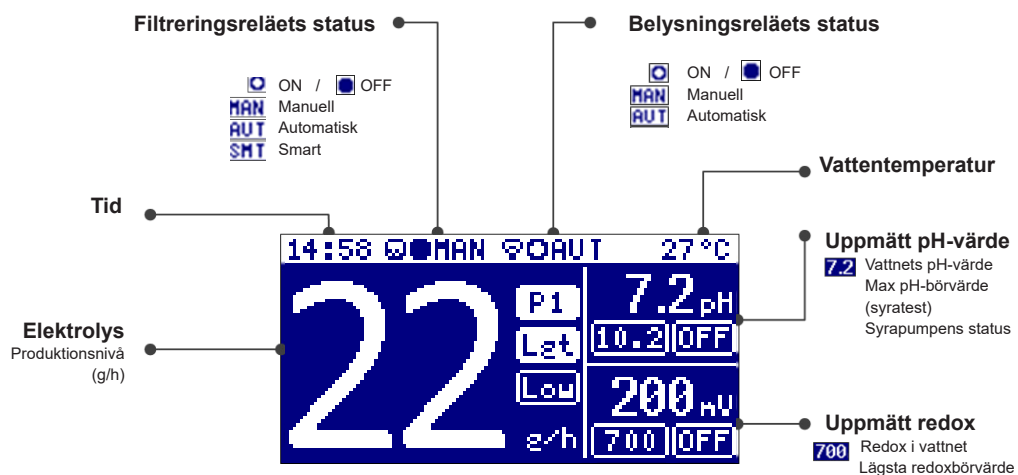 Filtreringsreläets status
ON / OFF
MAN Manuell
AUT Automatisk
SMT Smart
Belysningsreläets status
ON / OFF
MAN Manuell
AUT Automatisk
Vattentemperatur
Tid
14:58 MAN AUT 27°C
22 g/h
P1
Lgt
Low
7.2 pH
10.2 OFF
200 mV
700 OFF
Elektrolys
Produktionsnivå
(g/h)
Uppmätt pH-värde
7.2 Vattnets pH-värde
Max pH-börvärde
(syratest)
Syrapumpens status
Uppmätt redox
700 Redox i vattnet
Lägsta redoxbörvärde